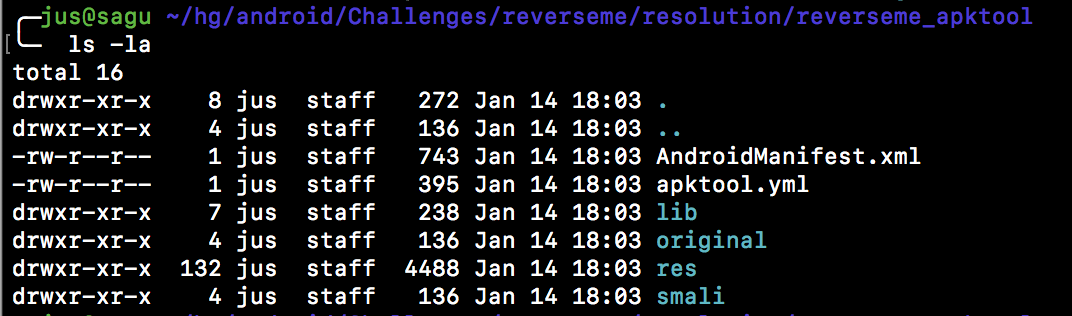 jus@sagu ~/hg/android/Challenges/reverseme/resolution/reverseme_apktool
ls -la
total 16
drwxr-xr-x 8 jus staff 272 Jan 14 18:03 .
drwxr-xr-x 4 jus staff 136 Jan 14 18:03 ..
-rw-r--r-- 1 jus staff 743 Jan 14 18:03 AndroidManifest.xml
-rw-r--r-- 1 jus staff 395 Jan 14 18:03 apktool.yml
drwxr-xr-x 7 jus staff 238 Jan 14 18:03 lib
drwxr-xr-x 4 jus staff 136 Jan 14 18:03 original
drwxr-xr-x 132 jus staff 4488 Jan 14 18:03 res
drwxr-xr-x 4 jus staff 136 Jan 14 18:03 smali